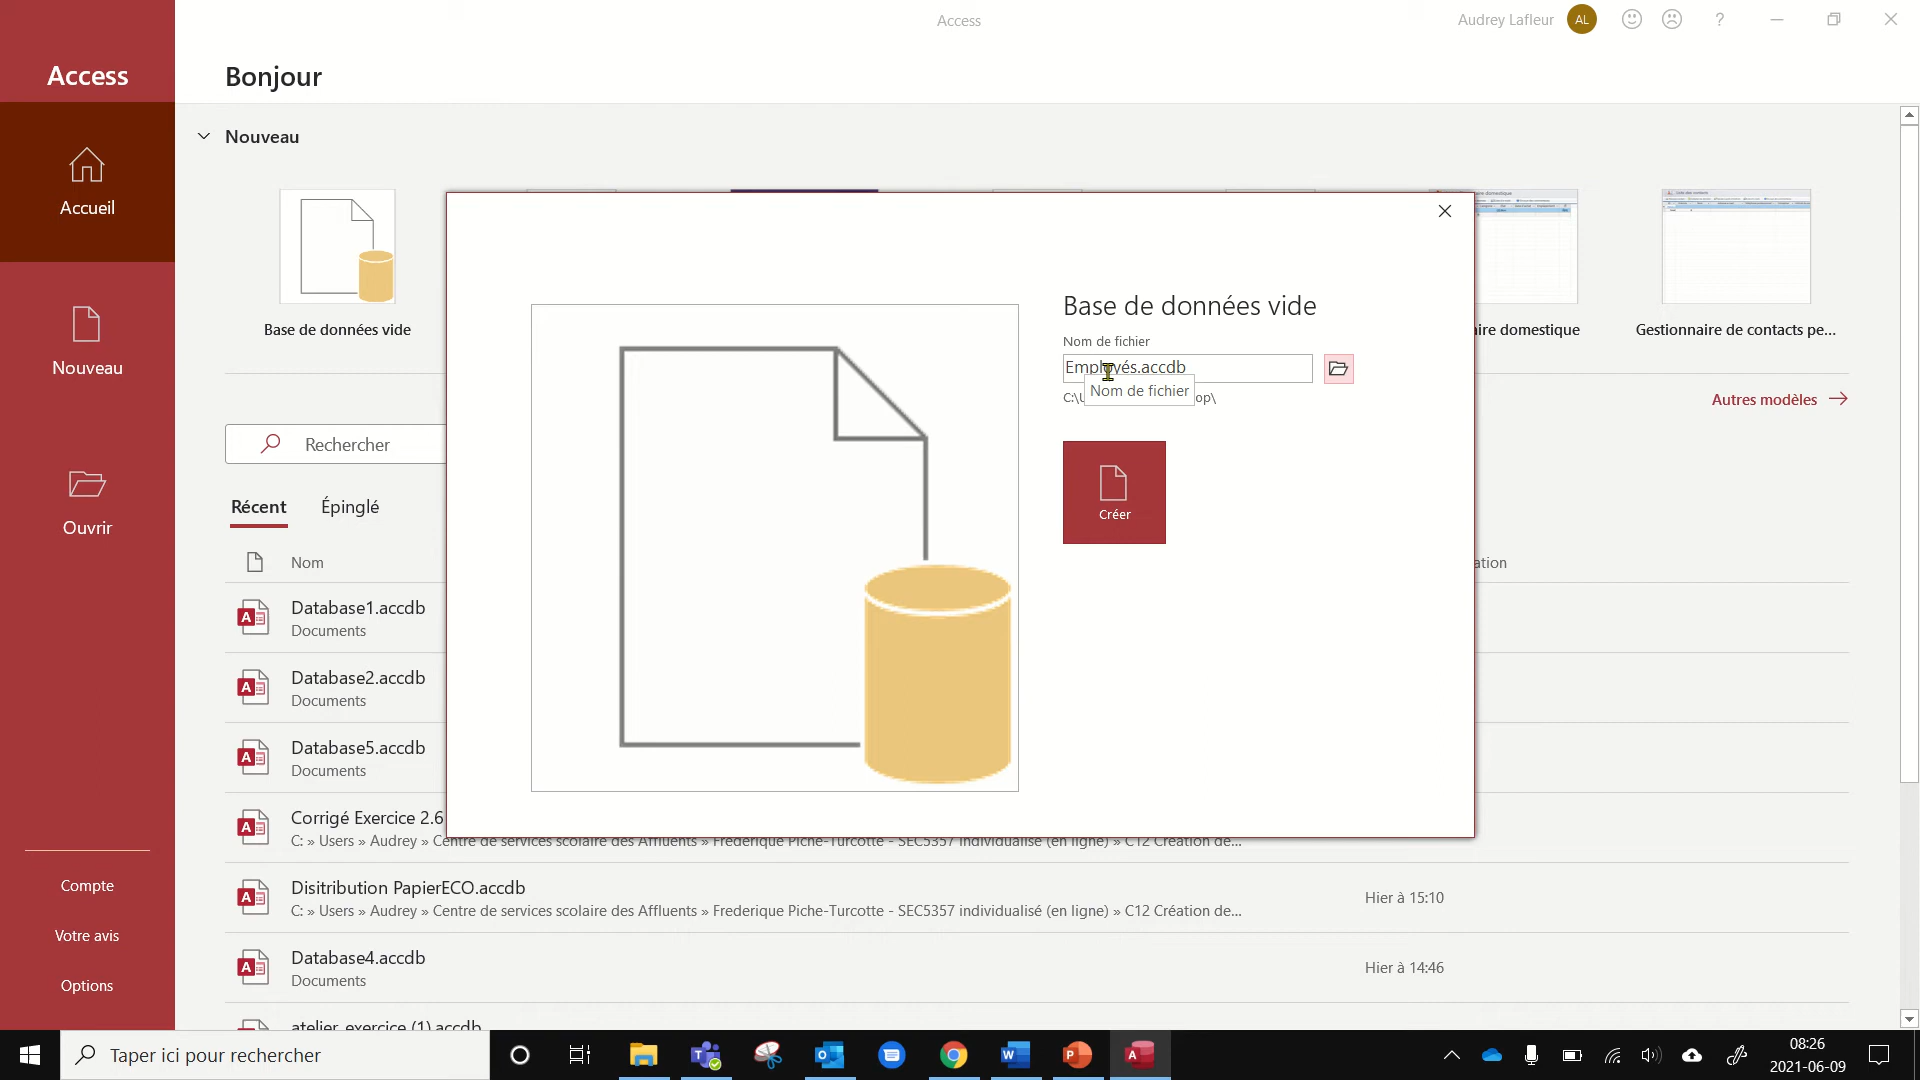 Access
Audrey Lafleur
AL
?
Access
Bonjour
Accueil
Nouveau
Ouvrir
Compte
Votre avis
Options
Nouveau
Base de données vide
aire domestique
Gestionnaire de contacts pe...
Autres modèles
Base de données vide
Nom de fichier
Employés.accdb
Nom de fichier
C:\U
op\
Créer
Rechercher
Récent
Épinglé
Nom
ation
Database1.accdb
Documents
Database2.accdb
Documents
Database5.accdb
Documents
Corrigé Exercice 2.6
C: » Users » Audrey » Centre de services scolaire des Affluents » Frederique Piche-Turcotte - SEC5357 individualisé (en ligne) » C12 Création de...
Disitribution PapierECO.accdb
C: » Users » Audrey » Centre de services scolaire des Affluents » Frederique Piche-Turcotte - SEC5357 individualisé (en ligne) » C12 Création de...
Hier à 15:10
Database4.accdb
Documents
Hier à 14:46
atelier exercice (1).accdb
Taper ici pour rechercher
08:26
2021-06-09